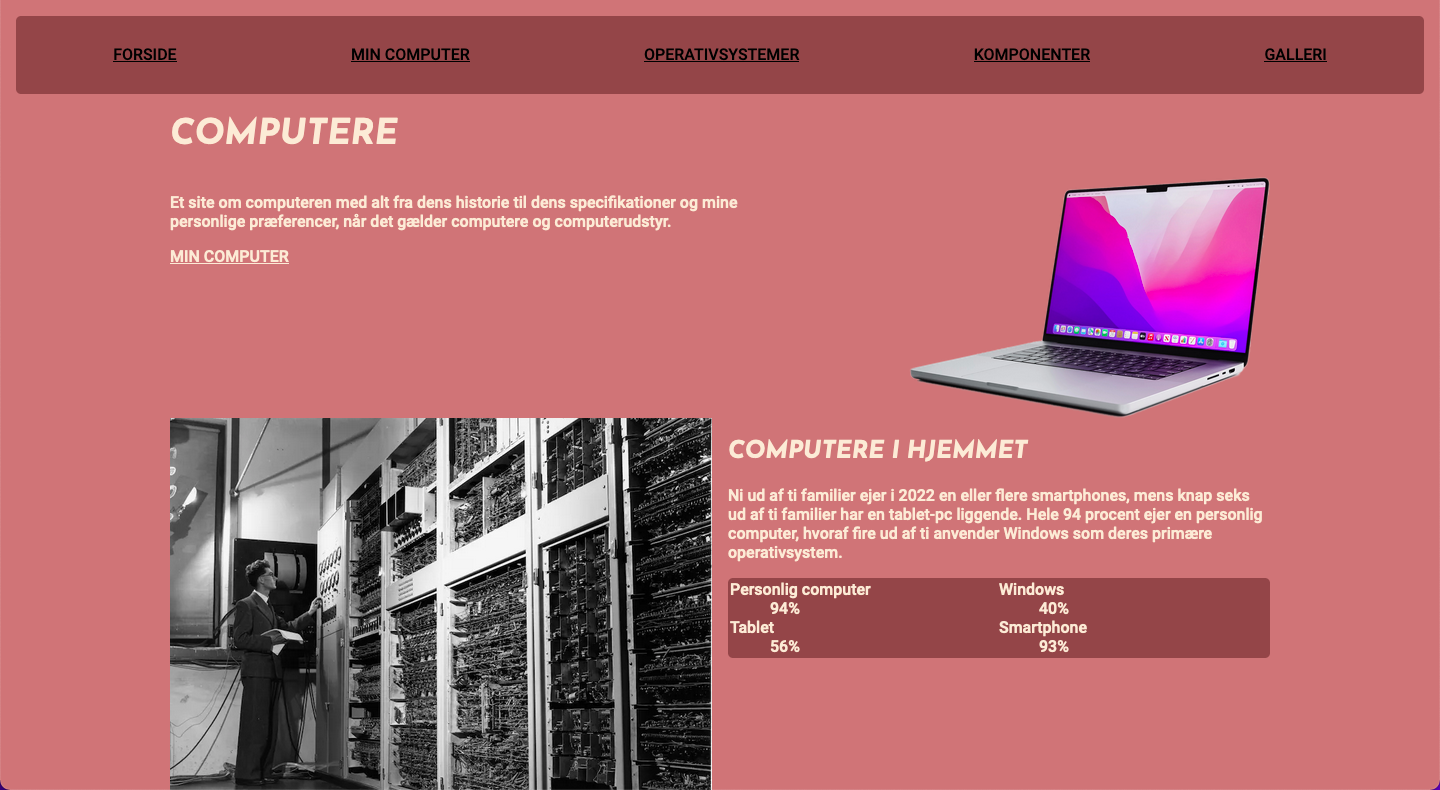 FORSIDE
MIN COMPUTER
OPERATIVSYSTEMER
KOMPONENTER
GALLERI
COMPUTERE
Et site om computeren med alt fra dens historie til dens specifikationer og mine
personlige præferencer, når det gælder computere og computerudstyr.
MIN COMPUTER
COMPUTERE I HJEMMET
Ni ud af ti familier ejer i 2022 en eller flere smartphones, mens knap seks
ud af ti familier har en tablet-pc liggende. Hele 94 procent ejer en personlig
computer, hvoraf fire ud af ti anvender Windows som deres primære
operativsystem.
Personlig computer
94%
Windows
40%
Tablet
56%
Smartphone
93%